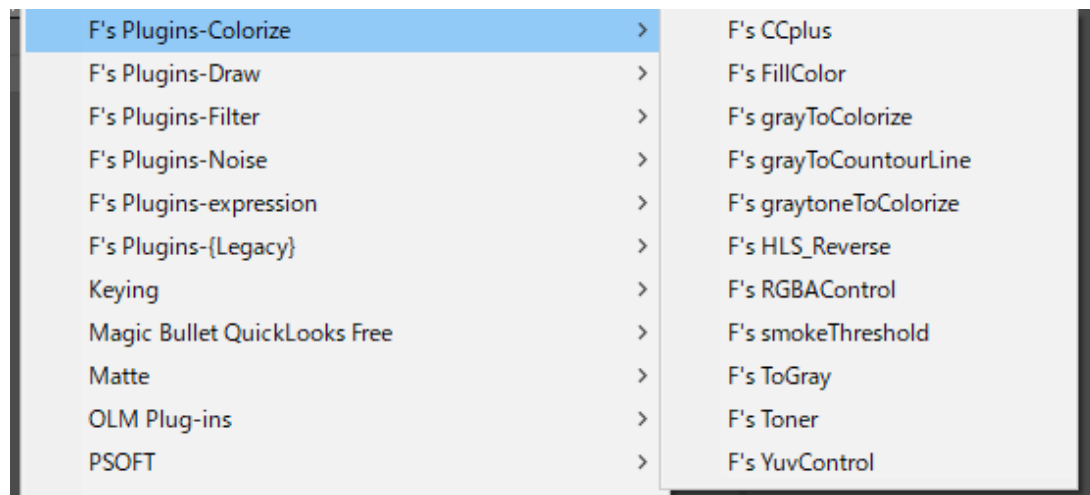 F's Plugins-Colorize
F's Plugins-Draw
F's Plugins-Filter
F's Plugins-Noise
F's Plugins-expression
F's Plugins-{Legacy}
Keying
Magic Bullet QuickLooks Free
Matte
OLM Plug-ins
PSOFT
F's CCplus
F's FillColor
F's grayToColorize
F's grayToCountourLine
F's graytoneToColorize
F's HLS_Reverse
F's RGBAControl
F's smokeThreshold
F's ToGray
F's Toner
F's YuvControl